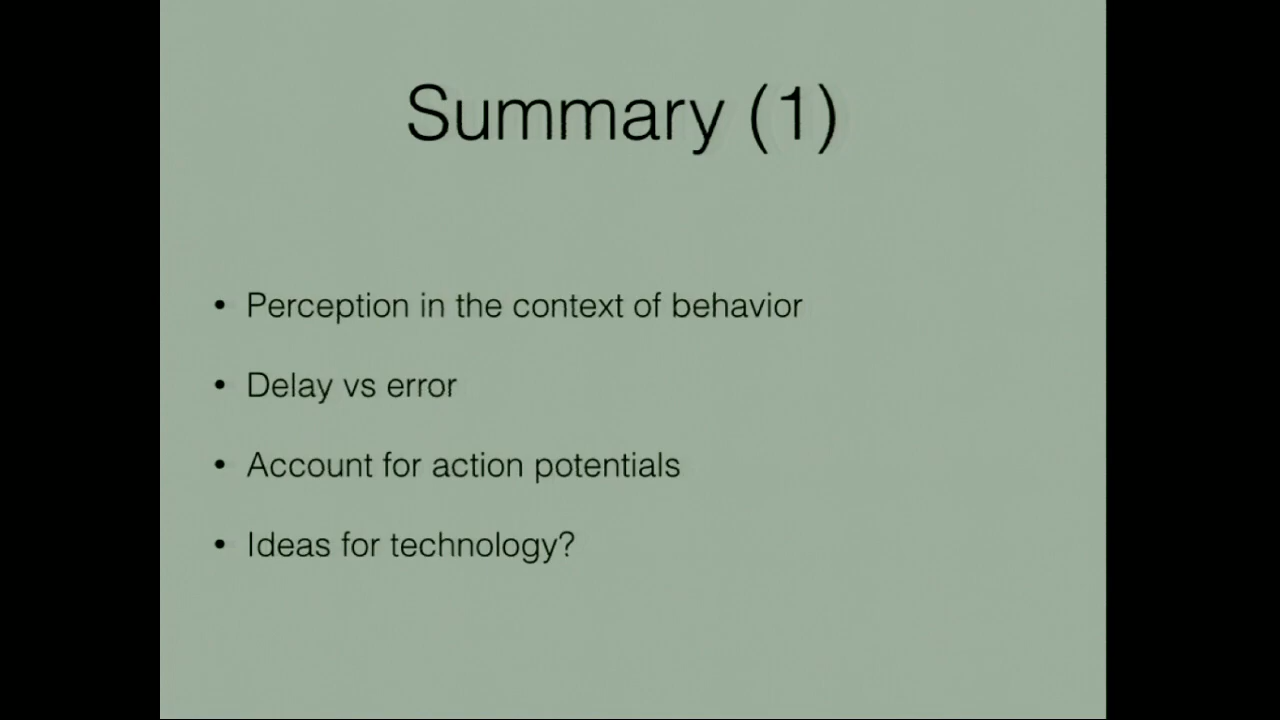 Summary (1)
• Perception in the context of behavior
• Delay vs error
• Account for action potentials
• Ideas for technology?